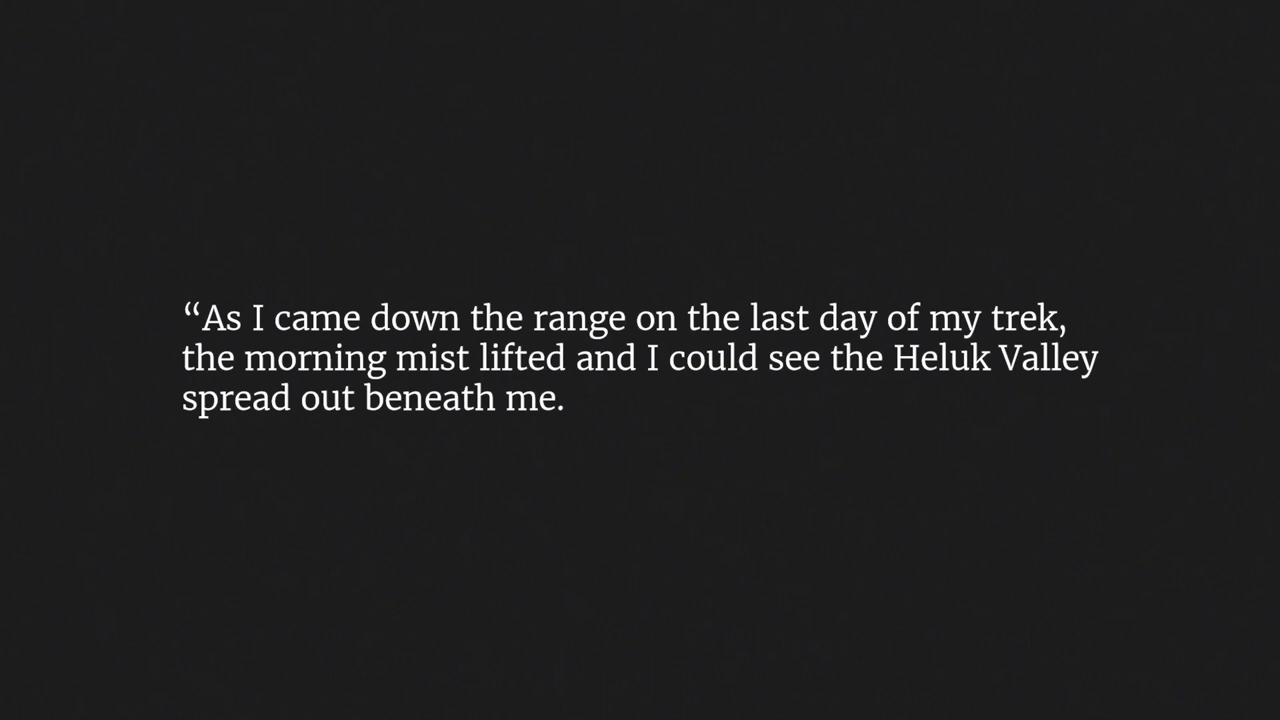 “As I came down the range on the last day of my trek,
the morning mist lifted and I could see the Heluk Valley
spread out beneath me.